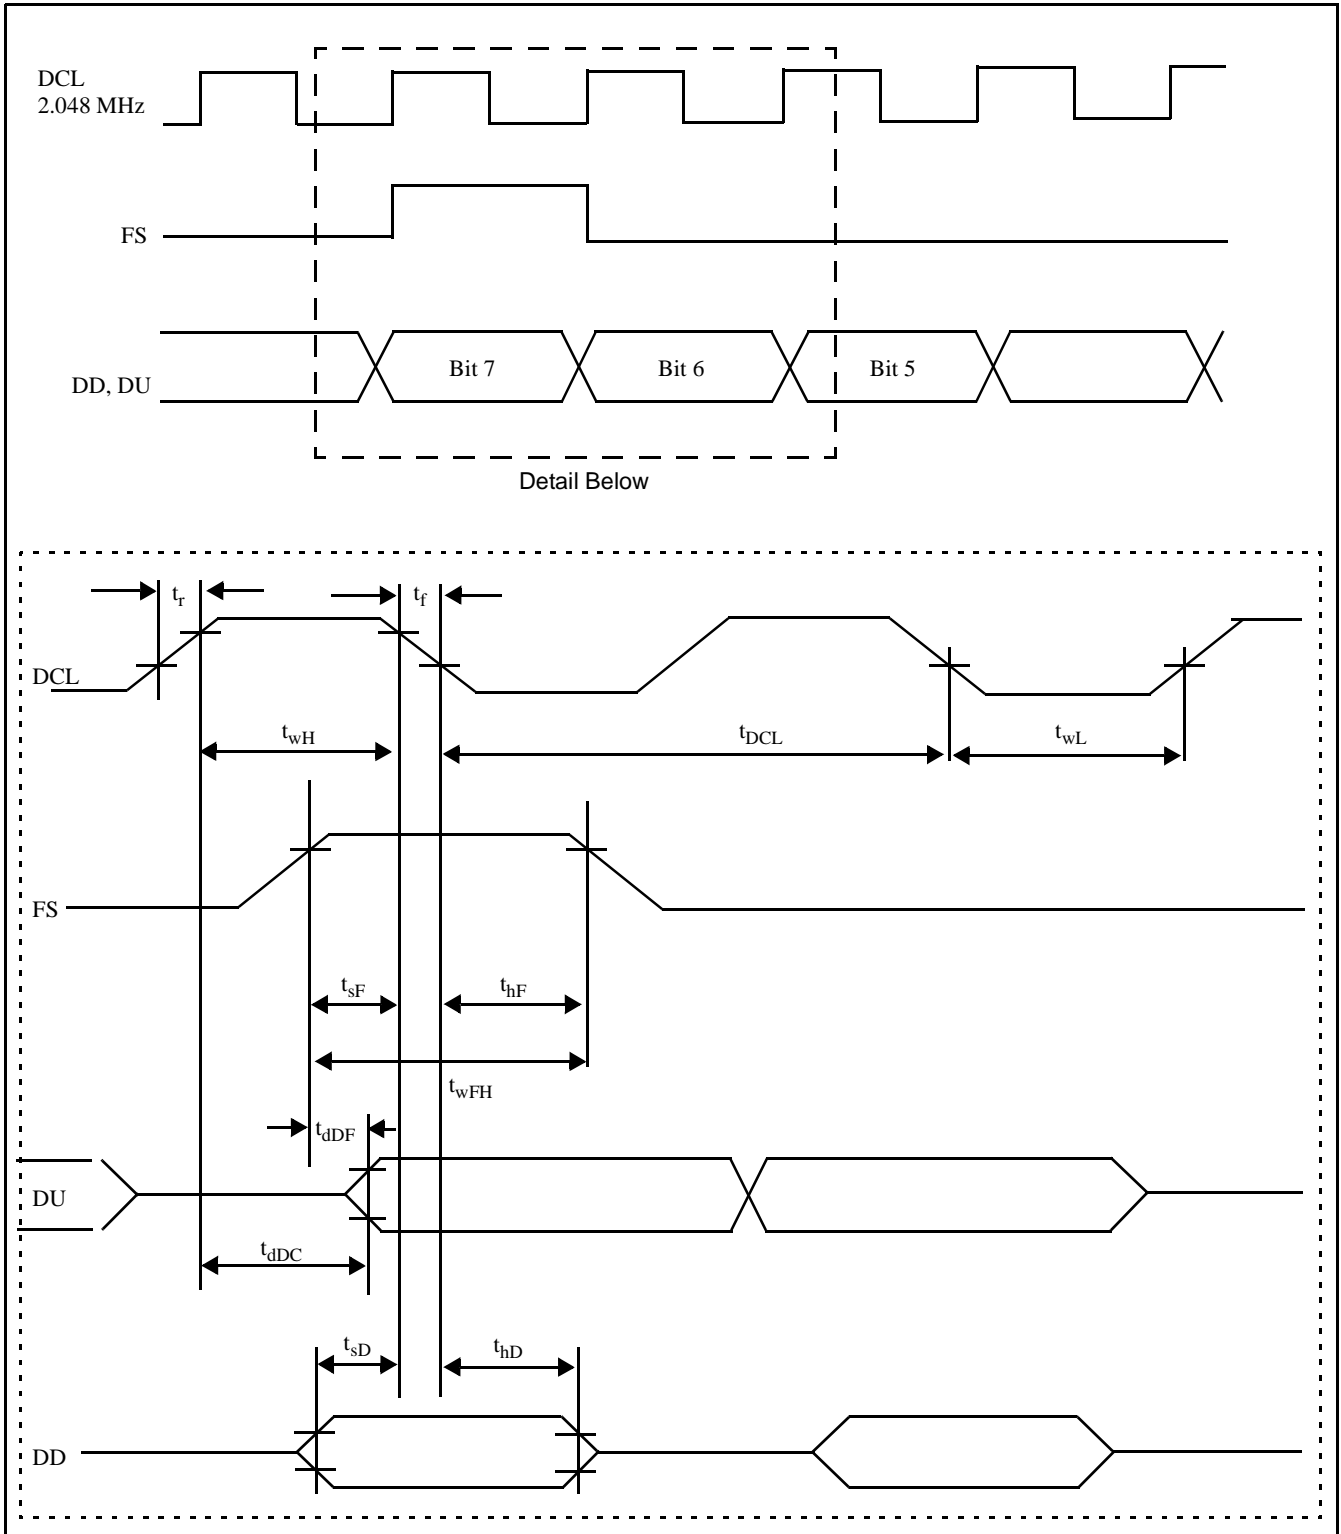 DCL
2.048 MHz
FS
DD, DU
Bit 7
Bit 6
Bit 5
Detail Below
tr
tf
DCL
twH
tDCL
twL
FS
tsF
thF
twFH
tdDF
DU
tdDC
tsD
thD
DD